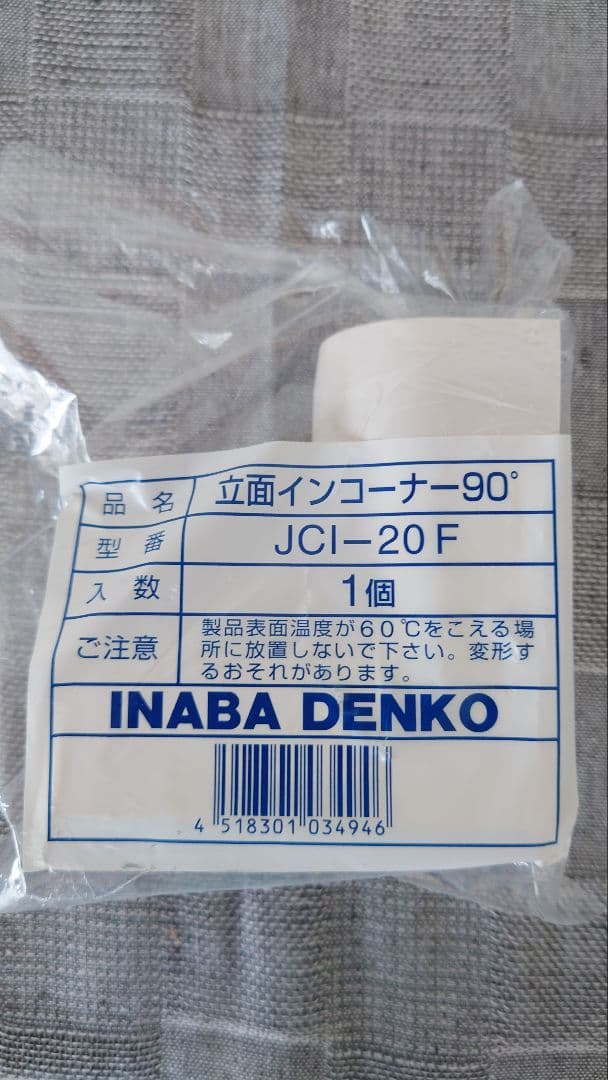 品名 立面インコーナー90°
型番 JCI-20F
入数 1個
ご注意 製品表面温度が60℃をこえる場
所に放置しないで下さい。変形す
るおそれがあります。
INABA DENKO
4 518301 034946